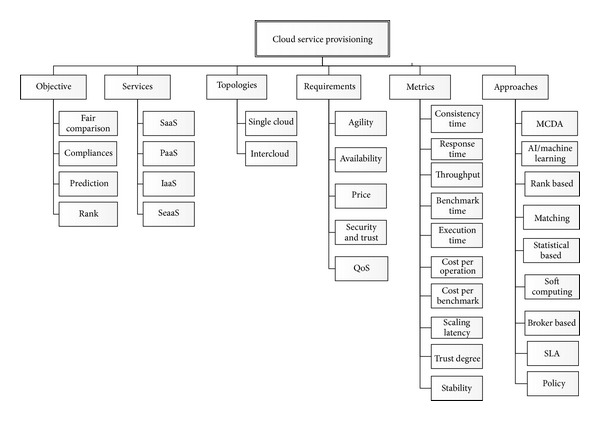 Cloud service provisioning
Objective
Services
Topologies
Requirements
Metrics
Approaches
Fair
comparison
Compliances
Prediction
Rank
SaaS
PaaS
IaaS
SeaaS
Single cloud
Intercloud
Agility
Availability
Price
Security
and trust
QoS
Consistency
time
Response
time
Throughput
Benchmark
time
Execution
time
Cost per
operation
Cost per
benchmark
Scaling
latency
Trust degree
Stability
MCDA
AI/machine
learning
Rank based
Matching
Statistical
based
Soft
computing
Broker based
SLA
Policy